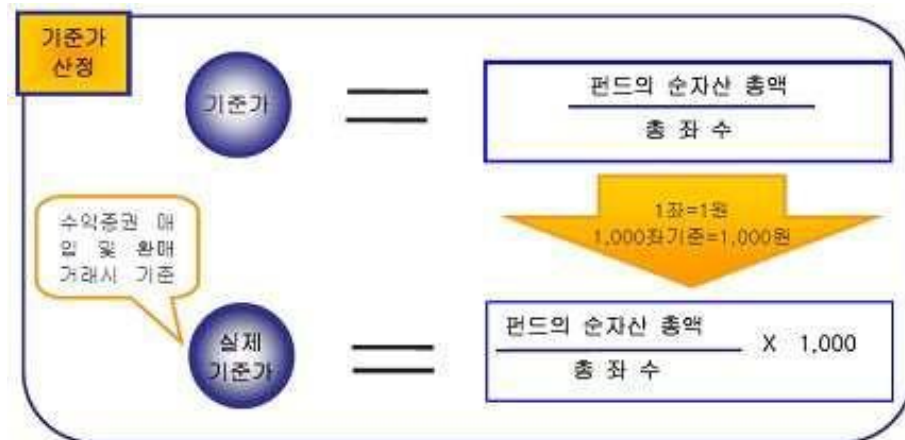 기준가
산정
기준가
펀드의 순자산 총액
총 좌 수
1좌=1원
1,000좌기준=1,000원
수익증권 매
입 및 환매
거래시 기준
실제
기준가
펀드의 순자산 총액
총 좌 수
X 1,000